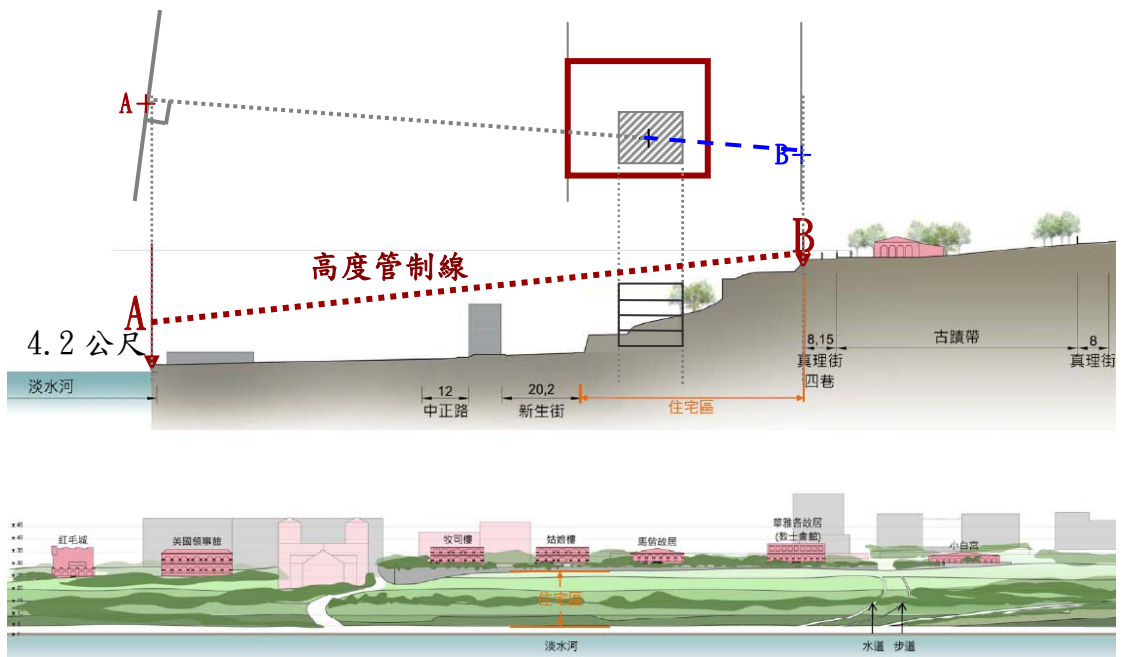 A
B
高度管制線
A
B
4.2 公尺
淡水河
12
中正路
20,2
新生街
住宅區
8,15
真理街
四巷
古蹟帶
8
真理街
紅毛城
英國領事館
牧司樓
姑娘樓
馬偕故居
華雅各故居
(教士會館)
小白宮
住宅區
淡水河
水道
步道